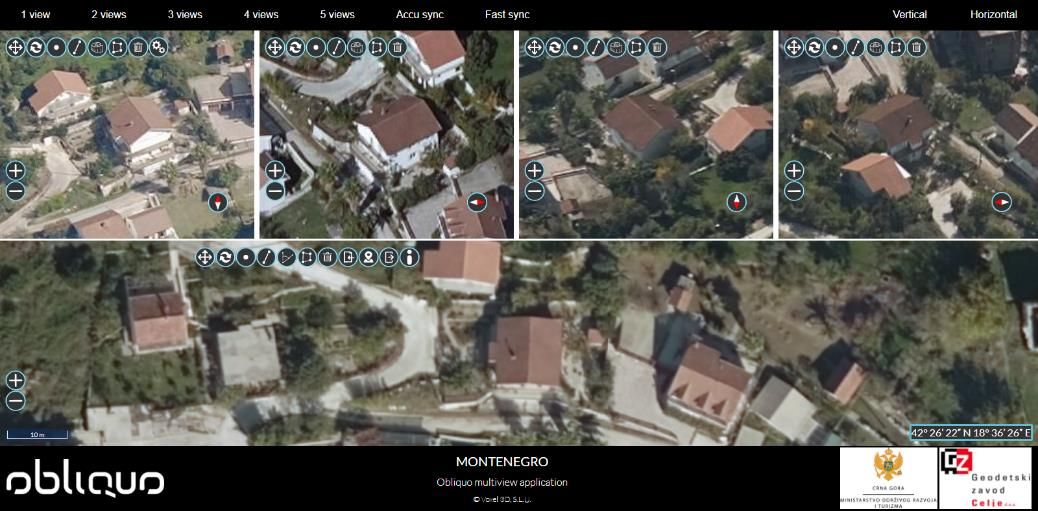 1 view 2 views 3 views 4 views 5 views Accu sync Fast sync Vertical Horizontal
10 m
42° 26' 22" N 18° 36' 26" E
obliquo
MONTENEGRO
Obliquo multiview application
© Voxel 3D, S.L.u.
CRNA GORA
MINISTARSTVO ODRŽIVOG RAZVOJA
I TURIZMA
GZ
Geodetski
zavod
Celje d.o.o.